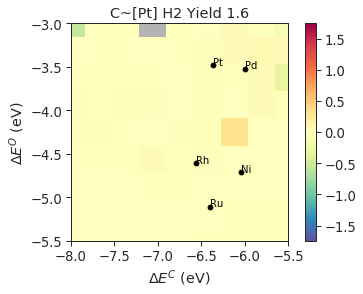 C~[Pt] H2 Yield 1.6
−3.0
−3.5
−4.0
−4.5
−5.0
−5.5
ΔE^O (eV)
Pt
Pd
Rh
Ni
Ru
−8.0 −7.5 −7.0 −6.5 −6.0 −5.5
ΔE^C (eV)
1.5
1.0
0.5
0.0
−0.5
−1.0
−1.5